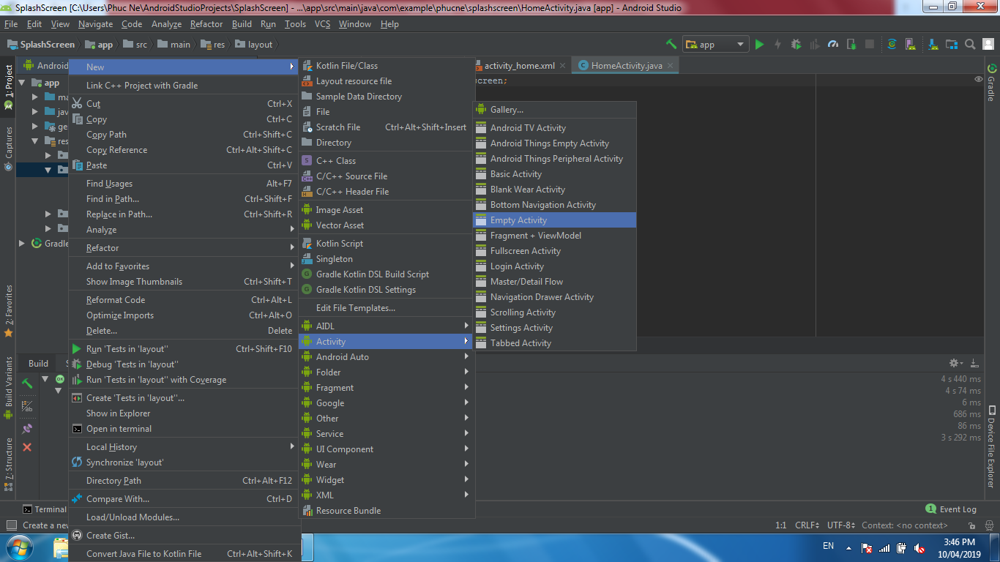 SplashScreen [C:\Users\Phuc Ne\AndroidStudioProjects\SplashScreen] - ...\app\src\main\java\com\example\phucne\splashscreen\HomeActivity.java [app] - Android Studio
File Edit View Navigate Code Analyze Refactor Build Run Tools VCS Window Help
SplashScreen app src main res layout
app
1: Project
Captures
2: Favorites
Build Variants
7: Structure
Android
app
ma
jav
ge
res
Gradle
Build
New
Link C++ Project with Gradle
Cut Ctrl+X
Copy Ctrl+C
Copy Path Ctrl+Shift+C
Copy Reference Ctrl+Alt+Shift+C
Paste Ctrl+V
Find Usages Alt+F7
Find in Path... Ctrl+Shift+F
Replace in Path... Ctrl+Shift+R
Analyze
Refactor
Add to Favorites
Show Image Thumbnails Ctrl+Shift+T
Reformat Code Ctrl+Alt+L
Optimize Imports Ctrl+Alt+O
Delete... Delete
Run 'Tests in 'layout'' Ctrl+Shift+F10
Debug 'Tests in 'layout''
Run 'Tests in 'layout'' with Coverage
Create 'Tests in 'layout''...
Show in Explorer
Open in terminal
Local History
Synchronize 'layout'
Directory Path Ctrl+Alt+F12
Compare With... Ctrl+D
Load/Unload Modules...
Create Gist...
Convert Java File to Kotlin File Ctrl+Alt+Shift+K
Kotlin File/Class
Layout resource file
Sample Data Directory
File
Scratch File Ctrl+Alt+Shift+Insert
Directory
C++ Class
C/C++ Source File
C/C++ Header File
Image Asset
Vector Asset
Kotlin Script
Singleton
Gradle Kotlin DSL Build Script
Gradle Kotlin DSL Settings
Edit File Templates...
AIDL
Activity
Android Auto
Folder
Fragment
Google
Other
Service
UI Component
Wear
Widget
XML
Resource Bundle
activity_home.xml HomeActivity.java
screen;
Gallery...
Android TV Activity
Android Things Empty Activity
Android Things Peripheral Activity
Basic Activity
Blank Wear Activity
Bottom Navigation Activity
Empty Activity
Fragment + ViewModel
Fullscreen Activity
Login Activity
Master/Detail Flow
Navigation Drawer Activity
Scrolling Activity
Settings Activity
Tabbed Activity
4 s 440 ms
4 s 74 ms
6 ms
686 ms
86 ms
3 s 292 ms
Gradle
Device File Explorer
Terminal
1 Event Log
Create a new
1:1 CRLF UTF-8 Context: <no context>
EN
3:46 PM
10/04/2019